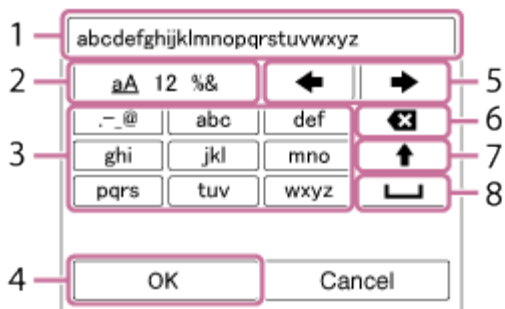 1 abcdefghijklmnopqrstuvwxyz
2 aA 12 %& 5
.-_@ abc def 6
3 ghi jkl mno 7
pqrs tuv wxyz 8
4 OK Cancel